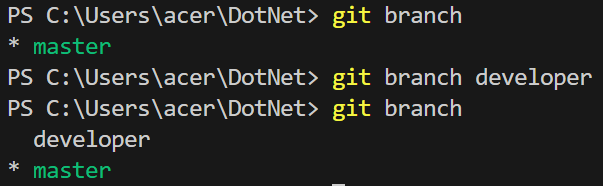 PS C:\Users\acer\DotNet> git branch
* master
PS C:\Users\acer\DotNet> git branch developer
PS C:\Users\acer\DotNet> git branch
  developer
* master